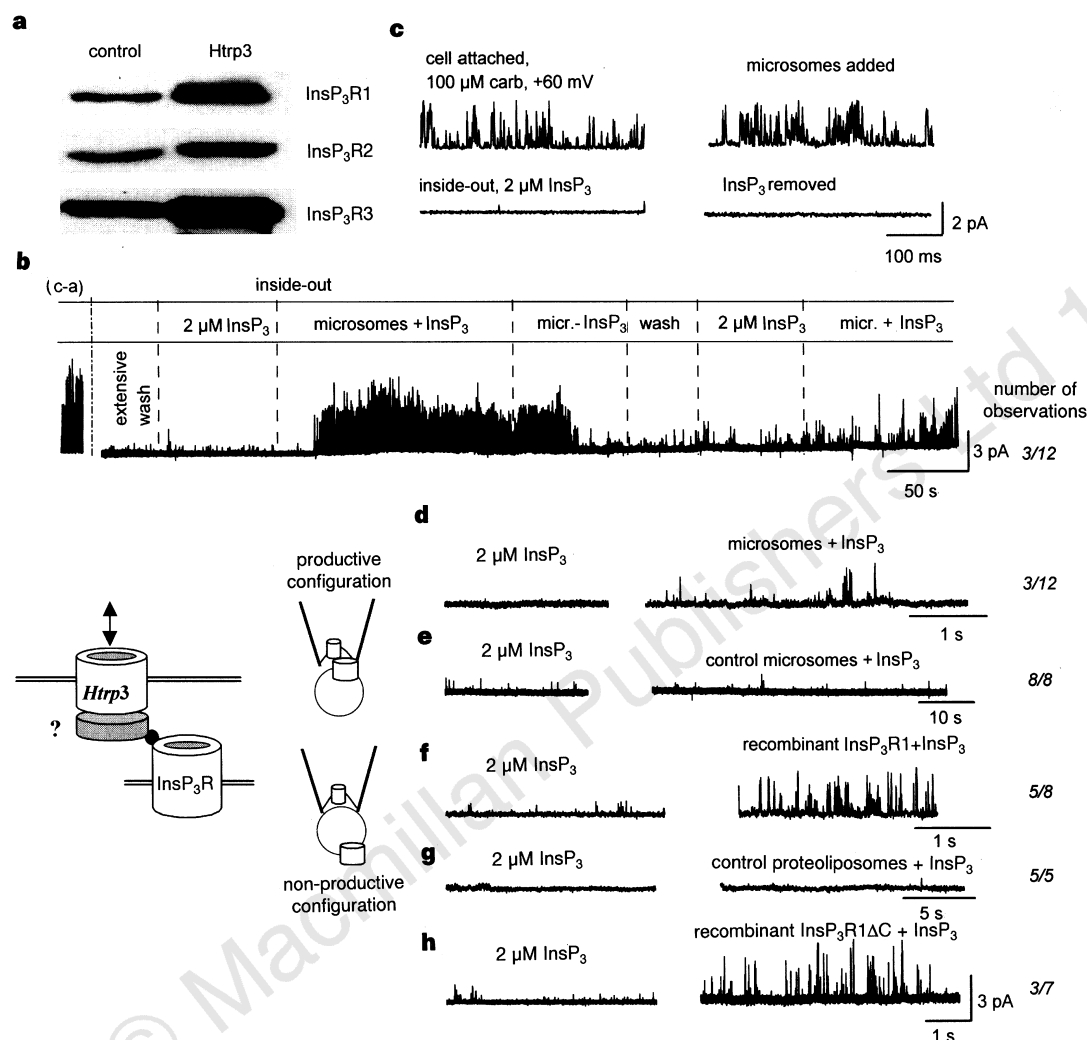 a
control Htrp3
InsP₃R1
InsP₃R2
InsP₃R3
c
cell attached,
100 µM carb, +60 mV
microsomes added
inside-out, 2 µM InsP₃
InsP₃ removed
2 pA
100 ms
b
(c-a)
inside-out
2 µM InsP₃
microsomes + InsP₃
micr.- InsP₃
wash
2 µM InsP₃
micr. + InsP₃
extensive
wash
number of
observations
3 pA
3/12
50 s
productive
configuration
Htrp3
?
InsP₃R
non-productive
configuration
d
2 µM InsP₃
microsomes + InsP₃
3/12
1 s
e
2 µM InsP₃
control microsomes + InsP₃
8/8
10 s
f
2 µM InsP₃
recombinant InsP₃R1+InsP₃
5/8
1 s
g
2 µM InsP₃
control proteoliposomes + InsP₃
5/5
5 s
h
2 µM InsP₃
recombinant InsP₃R1ΔC + InsP₃
3/7
3 pA
1 s
© Macmillan Publishers Ltd 1